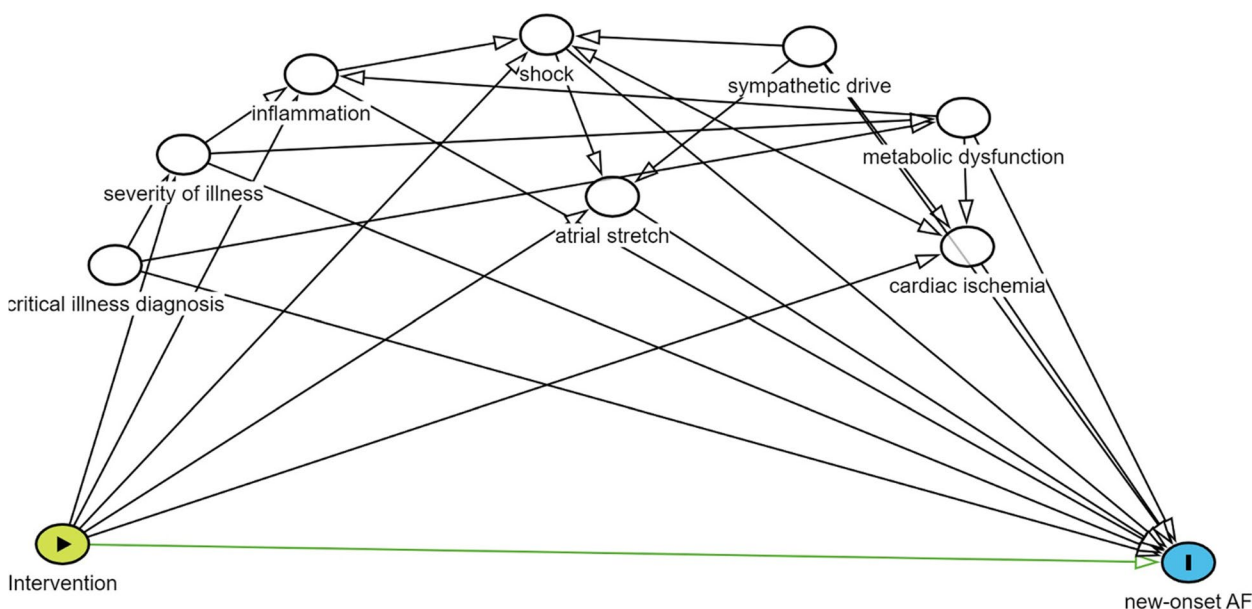 shock
sympathetic drive
inflammation
metabolic dysfunction
severity of illness
atrial stretch
cardiac ischemia
critical illness diagnosis
Intervention
new-onset AF